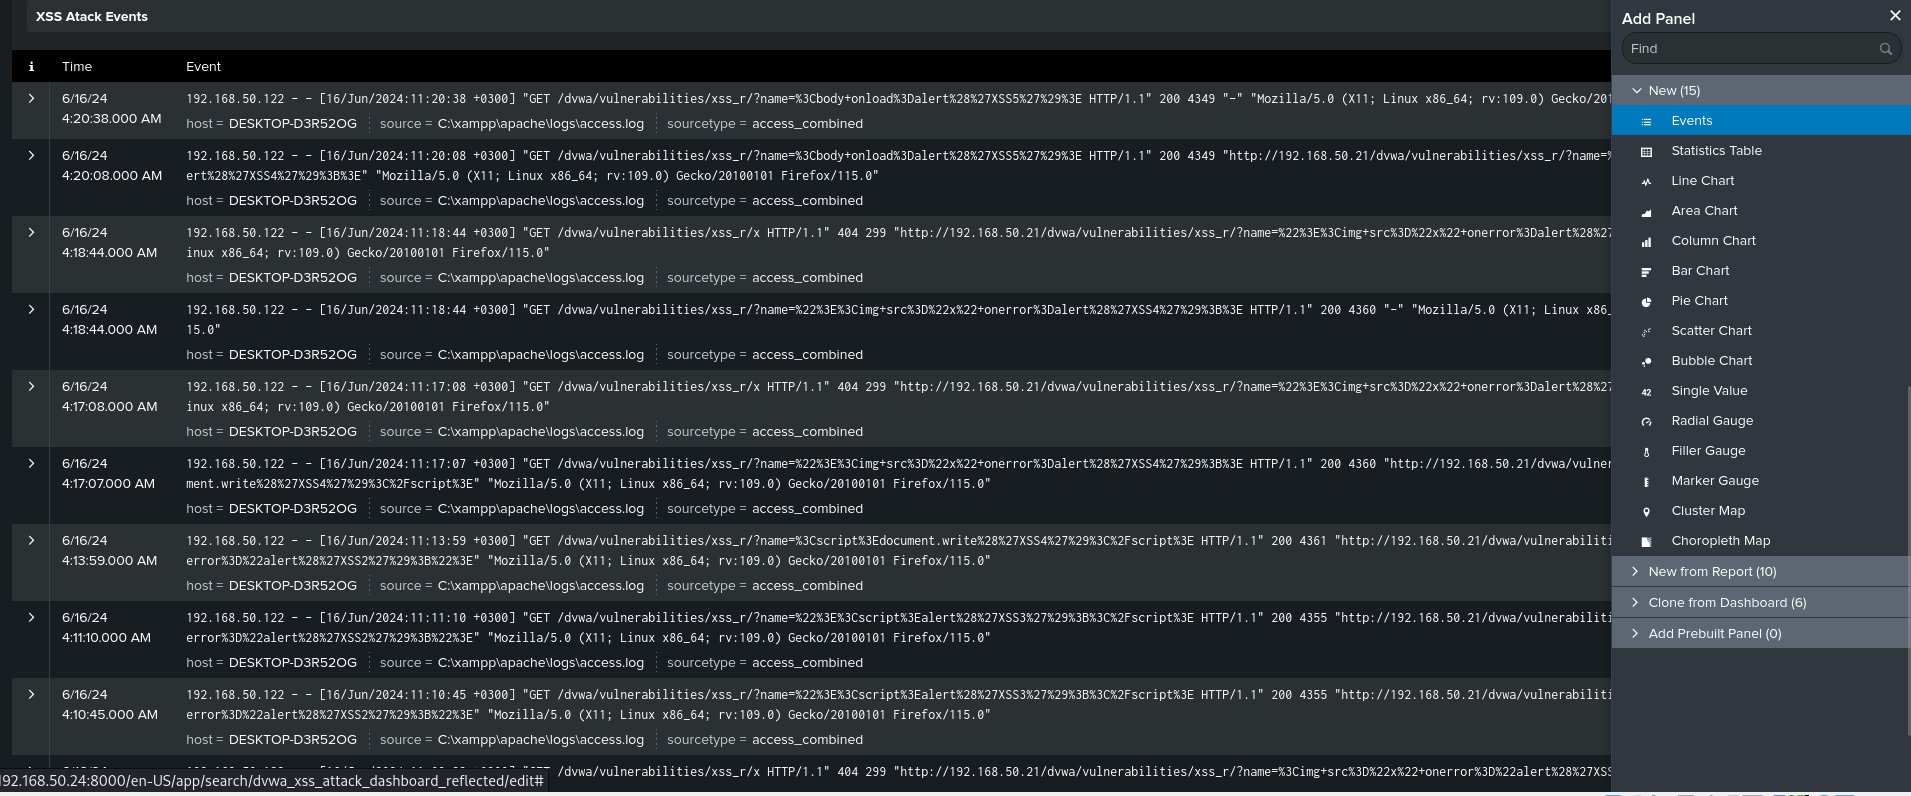 XSS Atack Events
i Time Event
6/16/24
4:20:38.000 AM
192.168.50.122 - - [16/Jun/2024:11:20:38 +0300] "GET /dvwa/vulnerabilities/xss_r/?name=%3Cbody+onload%3Dalert%28%27XSS5%27%29%3E HTTP/1.1" 200 4349 "-" "Mozilla/5.0 (X11; Linux x86_64; rv:109.0) Gecko/201
host = DESKTOP-D3R52OG source = C:\xampp\apache\logs\access.log sourcetype = access_combined
6/16/24
4:20:08.000 AM
192.168.50.122 - - [16/Jun/2024:11:20:08 +0300] "GET /dvwa/vulnerabilities/xss_r/?name=%3Cbody+onload%3Dalert%28%27XSS5%27%29%3E HTTP/1.1" 200 4349 "http://192.168.50.21/dvwa/vulnerabilities/xss_r/?name=%
ert%28%27XSS4%27%29%3B%3E" "Mozilla/5.0 (X11; Linux x86_64; rv:109.0) Gecko/20100101 Firefox/115.0"
host = DESKTOP-D3R52OG source = C:\xampp\apache\logs\access.log sourcetype = access_combined
6/16/24
4:18:44.000 AM
192.168.50.122 - - [16/Jun/2024:11:18:44 +0300] "GET /dvwa/vulnerabilities/xss_r/x HTTP/1.1" 404 299 "http://192.168.50.21/dvwa/vulnerabilities/xss_r/?name=%22%3E%3Cimg+src%3D%22x%22+onerror%3Dalert%28%27
inux x86_64; rv:109.0) Gecko/20100101 Firefox/115.0"
host = DESKTOP-D3R52OG source = C:\xampp\apache\logs\access.log sourcetype = access_combined
6/16/24
4:18:44.000 AM
192.168.50.122 - - [16/Jun/2024:11:18:44 +0300] "GET /dvwa/vulnerabilities/xss_r/?name=%22%3E%3Cimg+src%3D%22x%22+onerror%3Dalert%28%27XSS4%27%29%3B%3E HTTP/1.1" 200 4360 "-" "Mozilla/5.0 (X11; Linux x86_
15.0"
host = DESKTOP-D3R52OG source = C:\xampp\apache\logs\access.log sourcetype = access_combined
6/16/24
4:17:08.000 AM
192.168.50.122 - - [16/Jun/2024:11:17:08 +0300] "GET /dvwa/vulnerabilities/xss_r/x HTTP/1.1" 404 299 "http://192.168.50.21/dvwa/vulnerabilities/xss_r/?name=%22%3E%3Cimg+src%3D%22x%22+onerror%3Dalert%28%27
inux x86_64; rv:109.0) Gecko/20100101 Firefox/115.0"
host = DESKTOP-D3R52OG source = C:\xampp\apache\logs\access.log sourcetype = access_combined
6/16/24
4:17:07.000 AM
192.168.50.122 - - [16/Jun/2024:11:17:07 +0300] "GET /dvwa/vulnerabilities/xss_r/?name=%22%3E%3Cimg+src%3D%22x%22+onerror%3Dalert%28%27XSS4%27%29%3B%3E HTTP/1.1" 200 4360 "http://192.168.50.21/dvwa/vulner
ment.write%28%27XSS4%27%29%3C%2Fscript%3E" "Mozilla/5.0 (X11; Linux x86_64; rv:109.0) Gecko/20100101 Firefox/115.0"
host = DESKTOP-D3R52OG source = C:\xampp\apache\logs\access.log sourcetype = access_combined
6/16/24
4:13:59.000 AM
192.168.50.122 - - [16/Jun/2024:11:13:59 +0300] "GET /dvwa/vulnerabilities/xss_r/?name=%3Cscript%3Edocument.write%28%27XSS4%27%29%3C%2Fscript%3E HTTP/1.1" 200 4361 "http://192.168.50.21/dvwa/vulnerabiliti
error%3D%22alert%28%27XSS2%27%29%3B%22%3E" "Mozilla/5.0 (X11; Linux x86_64; rv:109.0) Gecko/20100101 Firefox/115.0"
host = DESKTOP-D3R52OG source = C:\xampp\apache\logs\access.log sourcetype = access_combined
6/16/24
4:11:10.000 AM
192.168.50.122 - - [16/Jun/2024:11:11:10 +0300] "GET /dvwa/vulnerabilities/xss_r/?name=%22%3E%3Cscript%3Ealert%28%27XSS3%27%29%3B%3C%2Fscript%3E HTTP/1.1" 200 4355 "http://192.168.50.21/dvwa/vulnerabiliti
error%3D%22alert%28%27XSS2%27%29%3B%22%3E" "Mozilla/5.0 (X11; Linux x86_64; rv:109.0) Gecko/20100101 Firefox/115.0"
host = DESKTOP-D3R52OG source = C:\xampp\apache\logs\access.log sourcetype = access_combined
6/16/24
4:10:45.000 AM
192.168.50.122 - - [16/Jun/2024:11:10:45 +0300] "GET /dvwa/vulnerabilities/xss_r/?name=%22%3E%3Cscript%3Ealert%28%27XSS3%27%29%3B%3C%2Fscript%3E HTTP/1.1" 200 4355 "http://192.168.50.21/dvwa/vulnerabiliti
error%3D%22alert%28%27XSS2%27%29%3B%22%3E" "Mozilla/5.0 (X11; Linux x86_64; rv:109.0) Gecko/20100101 Firefox/115.0"
host = DESKTOP-D3R52OG source = C:\xampp\apache\logs\access.log sourcetype = access_combined
/dvwa/vulnerabilities/xss_r/x HTTP/1.1" 404 299 "http://192.168.50.21/dvwa/vulnerabilities/xss_r/?name=%3Cimg+src%3D%22x%22+onerror%3D%22alert%28%27XSS
192.168.50.24:8000/en-US/app/search/dvwa_xss_attack_dashboard_reflected/edit#
Add Panel
Find
New (15)
Events
Statistics Table
Line Chart
Area Chart
Column Chart
Bar Chart
Pie Chart
Scatter Chart
Bubble Chart
42 Single Value
Radial Gauge
Filler Gauge
Marker Gauge
Cluster Map
Choropleth Map
New from Report (10)
Clone from Dashboard (6)
Add Prebuilt Panel (0)